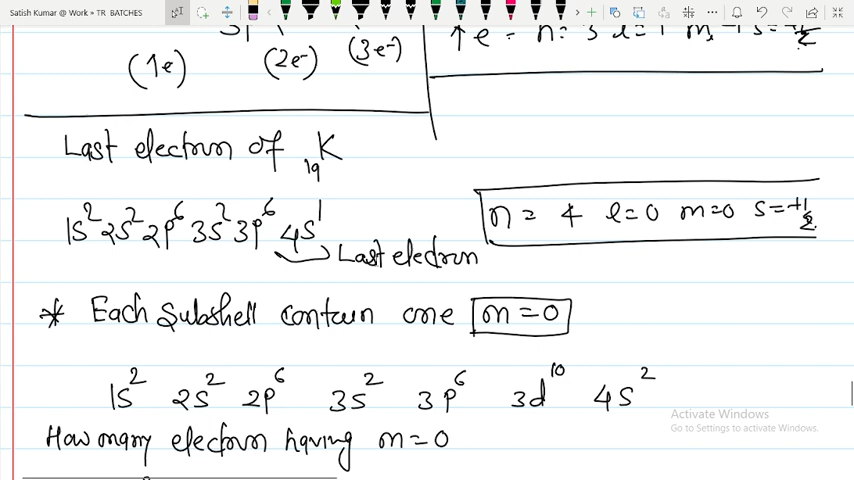 Satish Kumar @ Work » TR BATCHES
(1e) (2e⁻) (3e⁻)
Last electron of ₁₉K
1s² 2s² 2p⁶ 3s² 3p⁶ 4s¹
Last electron
n = 4 l=0 m=0 s=+1/2
* Each subshell contain one m=0
1s² 2s² 2p⁶ 3s² 3p⁶ 3d¹⁰ 4s²
How many electron having m=0
Activate Windows
Go to Settings to activate Windows.